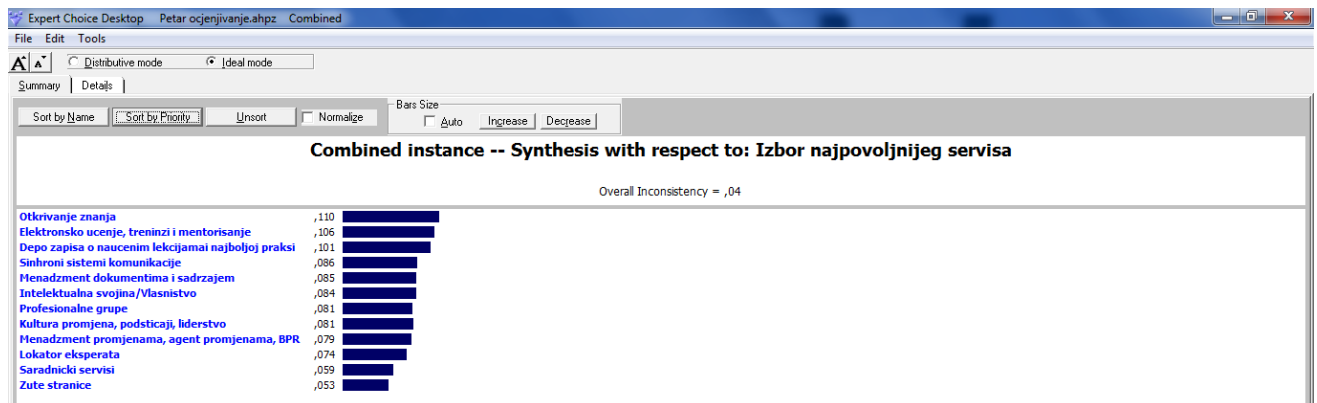 Expert Choice Desktop Petar ocjenjivanje.ahpz Combined
File Edit Tools
A A Distributive mode Ideal mode
Summary Details
Sort by Name Sort by Priority Unsort Normalize Bars Size Auto Increase Decrease
Combined instance -- Synthesis with respect to: Izbor najpovoljnijeg servisa
Overall Inconsistency = ,04
Otkrivanje znanja ,110
Elektronsko ucenje, treninzi i mentorisanje ,106
Depo zapisa o naucenim lekcijamai najboljoj praksi ,101
Sinhroni sistemi komunikacije ,086
Menadzment dokumentima i sadrzajem ,085
Intelektualna svojina/Vlasnistvo ,084
Profesionalne grupe ,081
Kultura promjena, podsticaji, liderstvo ,081
Menadzment promjenama, agent promjenama, BPR ,079
Lokator eksperata ,074
Saradnicki servisi ,059
Zute stranice ,053